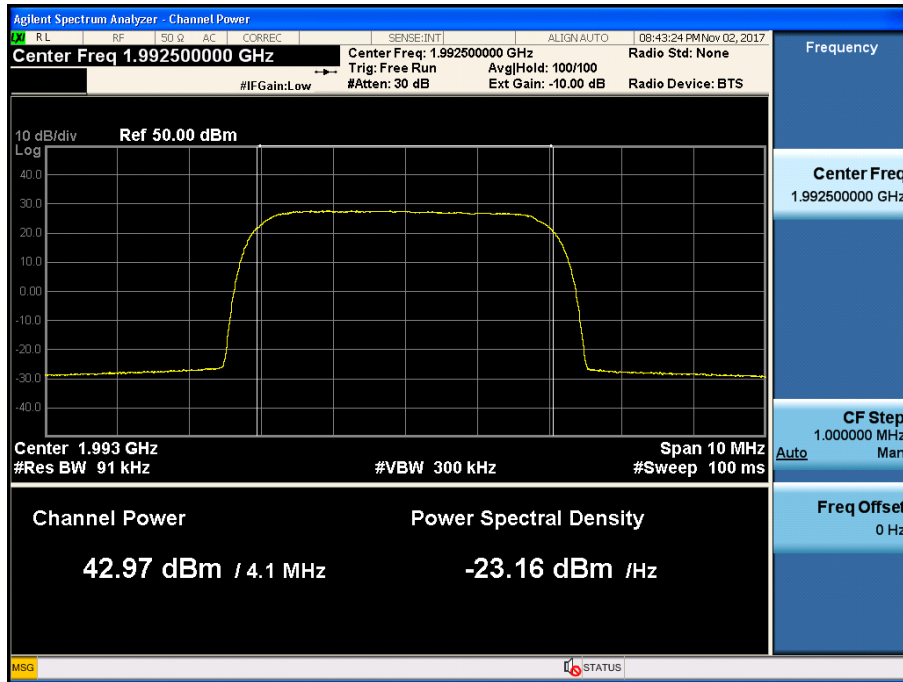 Agilent Spectrum Analyzer - Channel Power
LXI RL RF 50 Ω AC CORREC SENSE:INT ALIGN AUTO 08:43:24 PM Nov 02, 2017
Center Freq 1.992500000 GHz
Center Freq: 1.992500000 GHz Radio Std: None
Trig: Free Run Avg|Hold: 100/100
#IFGain:Low #Atten: 30 dB Ext Gain: -10.00 dB Radio Device: BTS
10 dB/div Ref 50.00 dBm
Log
40.0
30.0
20.0
10.0
0.00
-10.0
-20.0
-30.0
-40.0
Center 1.993 GHz Span 10 MHz
#Res BW 91 kHz #VBW 300 kHz #Sweep 100 ms
Channel Power Power Spectral Density
42.97 dBm / 4.1 MHz -23.16 dBm /Hz
MSG STATUS
Frequency
Center Freq
1.992500000 GHz
CF Step
1.000000 MHz
Auto Man
Freq Offset
0 Hz